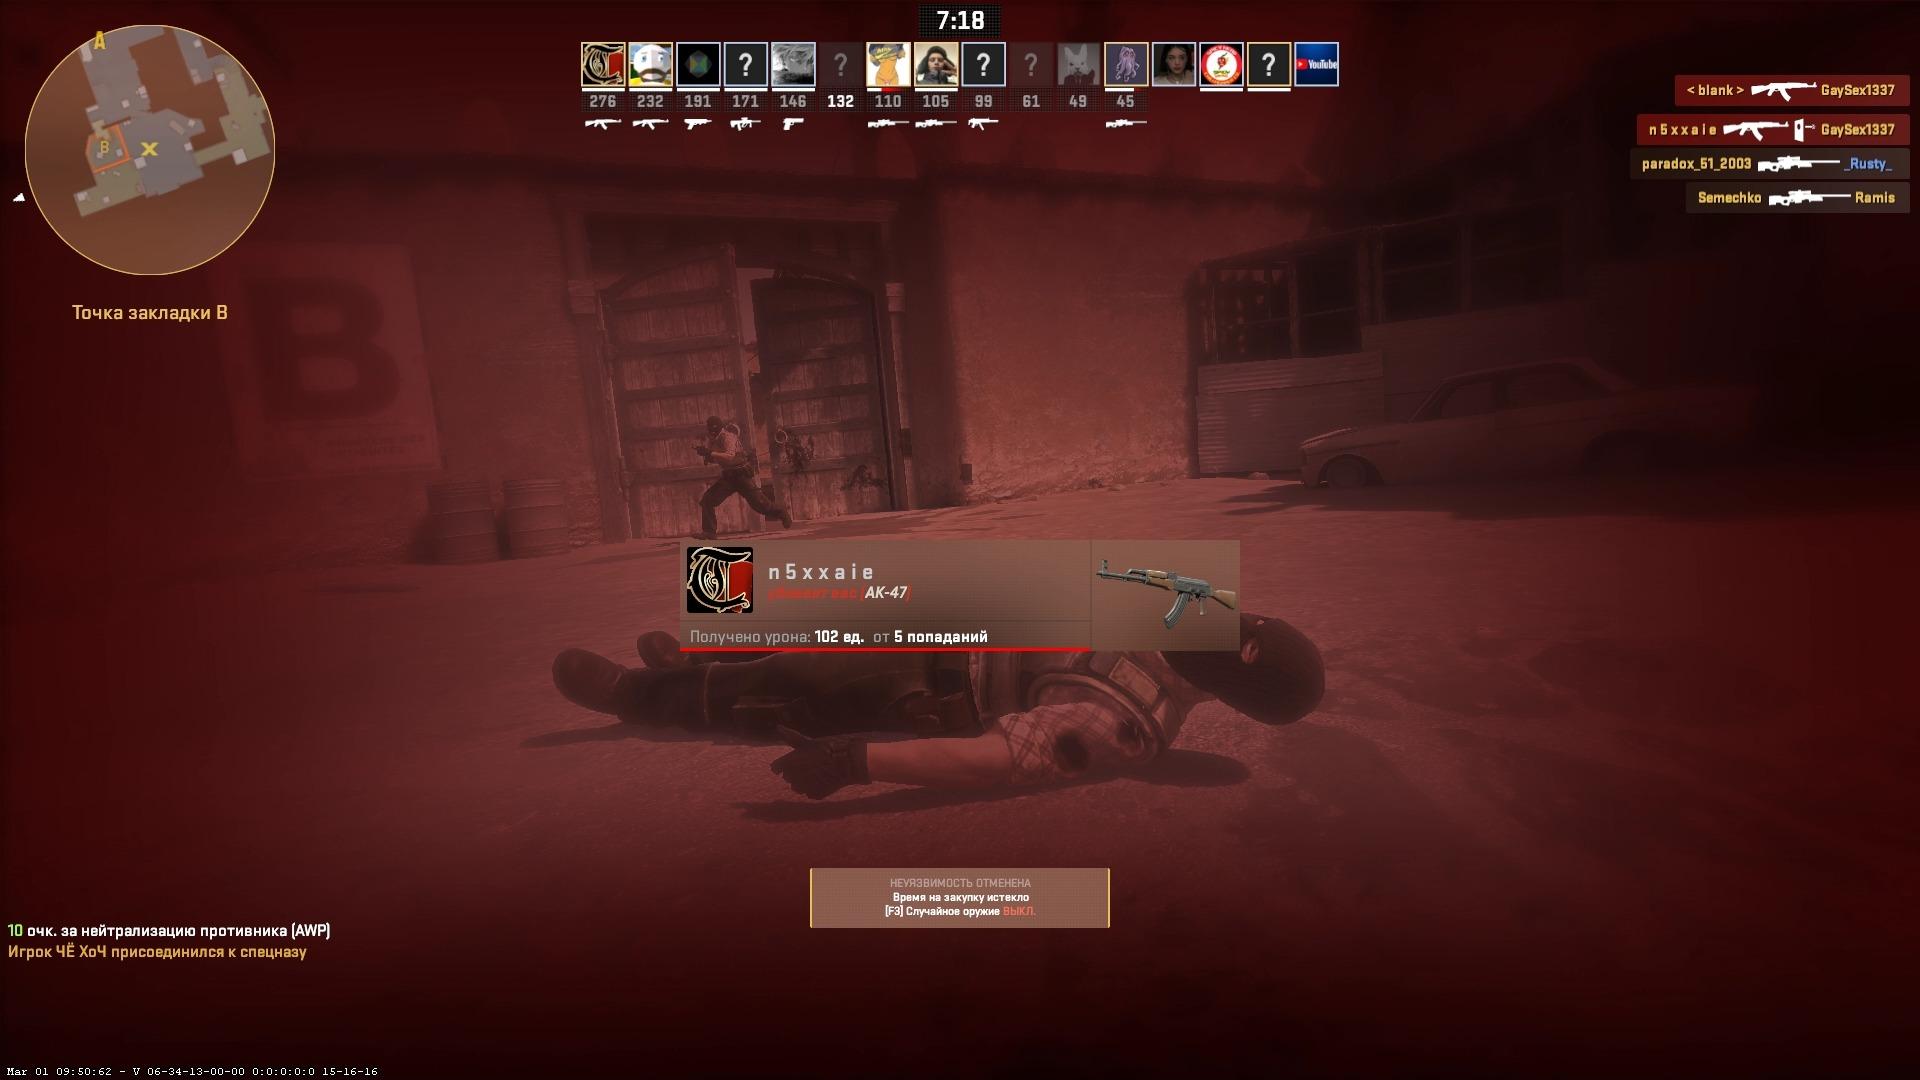 7:18
A
B
X
? ? ? ? ?
YouTube
276 232 191 171 146 132 110 105 99 61 49 45
< blank > GaySex1337
n 5 x x a i e GaySex1337
paradox_51_2003 _Rusty_
Semechko Ramis
Точка закладки B
B
n 5 x x a i e
убивает вас (AK-47)
Получено урона: 102 ед. от 5 попаданий
НЕУЯЗВИМОСТЬ ОТМЕНЕНА
Время на закупку истекло
[F3] Случайное оружие ВЫКЛ.
10 очк. за нейтрализацию противника (AWP)
Игрок ЧЁ ХоЧ присоединился к спецназу
Mar 01 09:50:62 - V 06-34-13-00-00 0:0:0:0:0 15-16-16